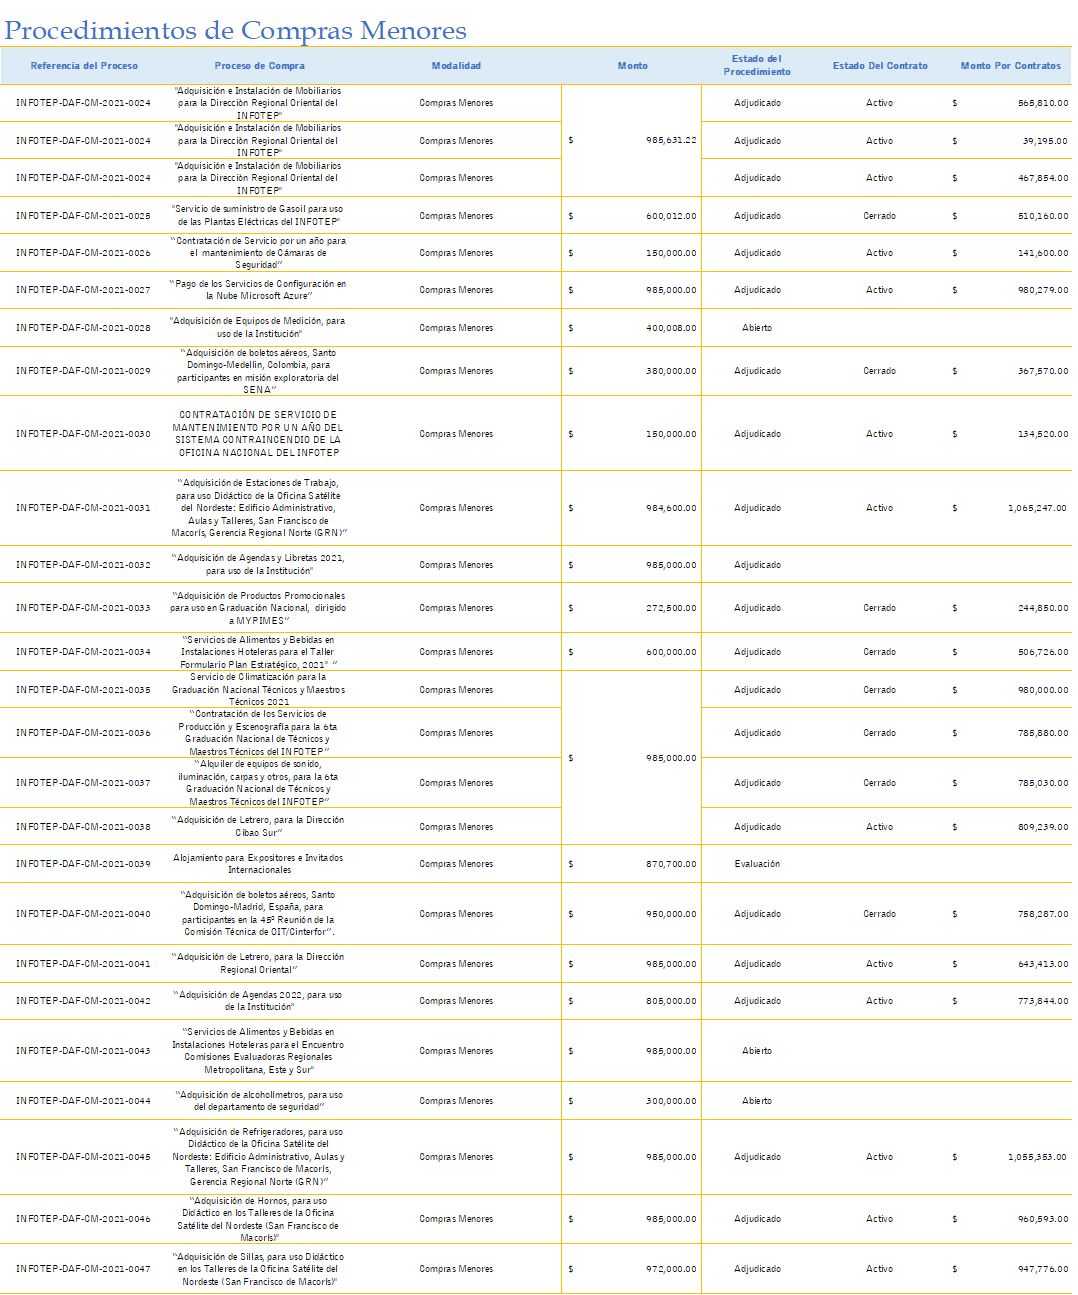 Procedimientos de Compras Menores
Referencia del Proceso Proceso de Compra Modalidad Monto Estado del Procedimiento Estado Del Contrato Monto Por Contratos
INFOTEP-DAF-CM-2021-0024 "Adquisición e Instalación de Mobiliarios
para la Direcciòn Regional Oriental del
INFOTEP" Compras Menores $ 985,631.22 Adjudicado Activo $ 565,810.00
INFOTEP-DAF-CM-2021-0024 "Adquisición e Instalación de Mobiliarios
para la Direcciòn Regional Oriental del
INFOTEP" Compras Menores Adjudicado Activo $ 39,195.00
INFOTEP-DAF-CM-2021-0024 "Adquisición e Instalación de Mobiliarios
para la Direcciòn Regional Oriental del
INFOTEP" Compras Menores Adjudicado Activo $ 467,854.00
INFOTEP-DAF-CM-2021-0025 "Servicio de suministro de Gasoil para uso
de las Plantas Eléctricas del INFOTEP" Compras Menores $ 600,012.00 Adjudicado Cerrado $ 510,160.00
INFOTEP-DAF-CM-2021-0026 “Contratación de Servicio por un año para
el mantenimiento de Cámaras de
Seguridad” Compras Menores $ 150,000.00 Adjudicado Activo $ 141,600.00
INFOTEP-DAF-CM-2021-0027 “Pago de los Servicios de Configuración en
la Nube Microsoft Azure” Compras Menores $ 985,000.00 Adjudicado Activo $ 980,279.00
INFOTEP-DAF-CM-2021-0028 "Adquisición de Equipos de Medición, para
uso de la Institución" Compras Menores $ 400,008.00 Abierto
INFOTEP-DAF-CM-2021-0029 “Adquisición de boletos aéreos, Santo
Domingo-Medellin, Colombia, para
participantes en misión exploratoria del
SENA” Compras Menores $ 380,000.00 Adjudicado Cerrado $ 367,570.00
INFOTEP-DAF-CM-2021-0030 CONTRATACIÓN DE SERVICIO DE
MANTENIMIENTO POR UN AÑO DEL
SISTEMA CONTRAINCENDIO DE LA
OFICINA NACIONAL DEL INFOTEP Compras Menores $ 150,000.00 Adjudicado Activo $ 134,520.00
INFOTEP-DAF-CM-2021-0031 “Adquisición de Estaciones de Trabajo,
para uso Didáctico de la Oficina Satélite
del Nordeste: Edificio Administrativo,
Aulas y Talleres, San Francisco de
Macorís, Gerencia Regional Norte (GRN)” Compras Menores $ 984,600.00 Adjudicado Activo $ 1,065,247.00
INFOTEP-DAF-CM-2021-0032 “Adquisición de Agendas y Libretas 2021,
para uso de la Institución" Compras Menores $ 985,000.00 Adjudicado
INFOTEP-DAF-CM-2021-0033 “Adquisición de Productos Promocionales
para uso en Graduación Nacional, dirigido
a MYPIMES” Compras Menores $ 272,500.00 Adjudicado Cerrado $ 244,850.00
INFOTEP-DAF-CM-2021-0034 “Servicios de Alimentos y Bebidas en
Instalaciones Hoteleras para el Taller
Formulario Plan Estratégico, 2021" “ Compras Menores $ 600,000.00 Adjudicado Cerrado $ 506,726.00
INFOTEP-DAF-CM-2021-0035 Servicio de Climatización para la
Graduación Nacional Técnicos y Maestros
Técnicos 2021 Compras Menores $ 985,000.00 Adjudicado Cerrado $ 980,000.00
INFOTEP-DAF-CM-2021-0036 “Contratación de los Servicios de
Producción y Escenografía para la 6ta
Graduación Nacional de Técnicos y
Maestros Técnicos del INFOTEP” Compras Menores Adjudicado Cerrado $ 785,880.00
INFOTEP-DAF-CM-2021-0037 “Alquiler de equipos de sonido,
iluminación, carpas y otros, para la 6ta
Graduación Nacional de Técnicos y
Maestros Técnicos del INFOTEP” Compras Menores Adjudicado Cerrado $ 785,030.00
INFOTEP-DAF-CM-2021-0038 “Adquisición de Letrero, para la Dirección
Cibao Sur” Compras Menores Adjudicado Activo $ 809,239.00
INFOTEP-DAF-CM-2021-0039 Alojamiento para Expositores e Invitados
Internacionales Compras Menores $ 870,700.00 Evaluación
INFOTEP-DAF-CM-2021-0040 “Adquisición de boletos aéreos, Santo
Domingo-Madrid, España, para
participantes en la 45º Reunión de la
Comisión Técnica de OIT/Cinterfor”. Compras Menores $ 950,000.00 Adjudicado Cerrado $ 758,287.00
INFOTEP-DAF-CM-2021-0041 “Adquisición de Letrero, para la Dirección
Regional Oriental” Compras Menores $ 985,000.00 Adjudicado Activo $ 643,413.00
INFOTEP-DAF-CM-2021-0042 “Adquisición de Agendas 2022, para uso
de la Institución" Compras Menores $ 805,000.00 Adjudicado Activo $ 773,844.00
INFOTEP-DAF-CM-2021-0043 “Servicios de Alimentos y Bebidas en
Instalaciones Hoteleras para el Encuentro
Comisiones Evaluadoras Regionales
Metropolitana, Este y Sur" Compras Menores $ 985,000.00 Abierto
INFOTEP-DAF-CM-2021-0044 “Adquisición de alcoholímetros, para uso
del departamento de seguridad” Compras Menores $ 300,000.00 Abierto
INFOTEP-DAF-CM-2021-0045 “Adquisición de Refrigeradores, para uso
Didáctico de la Oficina Satélite del
Nordeste: Edificio Administrativo, Aulas y
Talleres, San Francisco de Macorís,
Gerencia Regional Norte (GRN)” Compras Menores $ 985,000.00 Adjudicado Activo $ 1,055,353.00
INFOTEP-DAF-CM-2021-0046 “Adquisición de Hornos, para uso
Didáctico en los Talleres de la Oficina
Satélite del Nordeste (San Francisco de
Macorís)" Compras Menores $ 985,000.00 Adjudicado Activo $ 960,593.00
INFOTEP-DAF-CM-2021-0047 “Adquisición de Sillas, para uso Didáctico
en los Talleres de la Oficina Satélite del
Nordeste (San Francisco de Macorís)" Compras Menores $ 972,000.00 Adjudicado Activo $ 947,776.00